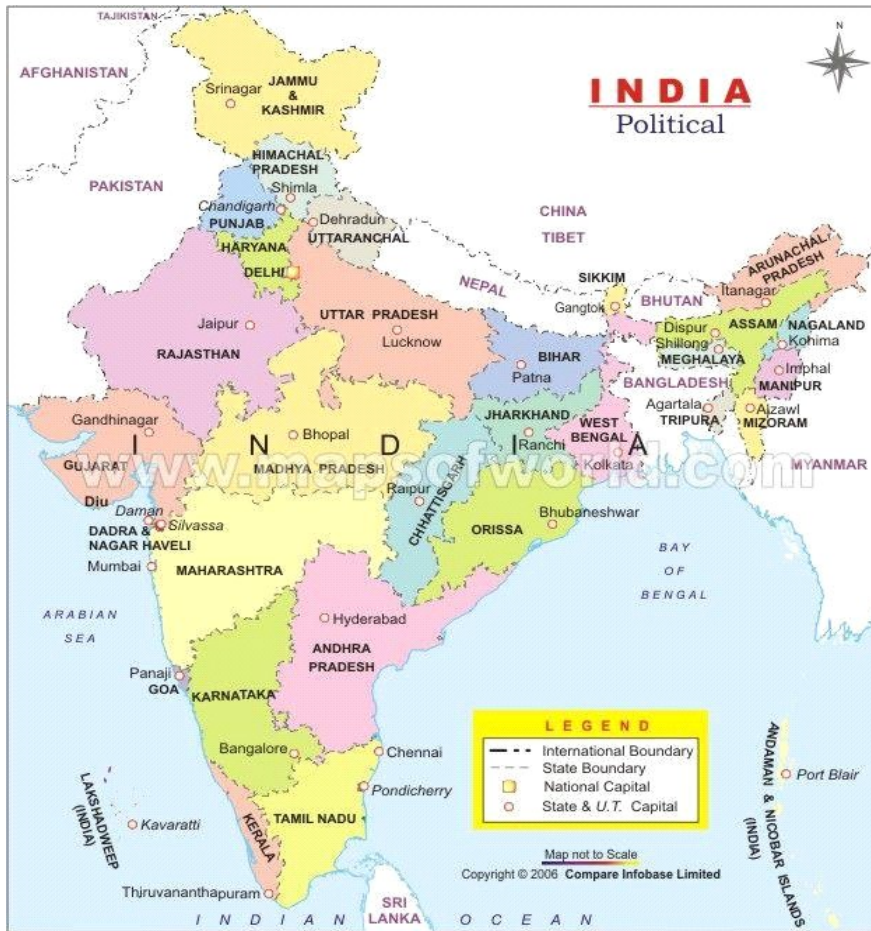 TAJIKISTAN
N
AFGHANISTAN
JAMMU
&
KASHMIR
Srinagar
INDIA
Political
HIMACHAL
PRADESH
Shimla
PAKISTAN
Chandigarh
PUNJAB
Dehradun
UTTARANCHAL
CHINA
TIBET
HARYANA
DELHI
NEPAL
SIKKIM
Gangtok
BHUTAN
ARUNACHAL
PRADESH
Itanagar
Jaipur
RAJASTHAN
UTTAR PRADESH
Lucknow
BIHAR
Patna
Dispur
ASSAM
NAGALAND
Shillong
Kohima
MEGHALAYA
Imphal
MANIPUR
BANGLADESH
Gandhinagar
GUJARAT
I N D I A
Bhopal
MADHYA PRADESH
JHARKHAND
Ranchi
WEST
BENGAL
Kolkata
Agartala
TRIPURA
Aizawl
MIZORAM
MYANMAR
www.mapsofworld.com
Diu
Daman
Silvassa
DADRA &
NAGAR HAVELI
Mumbai
MAHARASHTRA
Raipur
CHHATTISGARH
ORISSA
Bhubaneshwar
BAY
OF
BENGAL
ARABIAN
SEA
Hyderabad
ANDHRA
PRADESH
Panaji
GOA
KARNATAKA
Bangalore
Chennai
Pondicherry
TAMIL NADU
KERALA
LAKSHADWEEP
(INDIA)
Kavaratti
Thiruvananthapuram
LEGEND
International Boundary
State Boundary
National Capital
State & U.T. Capital
Map not to Scale
Copyright © 2006 Compare Infobase Limited
ANDAMAN & NICOBAR ISLANDS
(INDIA)
Port Blair
SRI
LANKA
INDIAN OCEAN